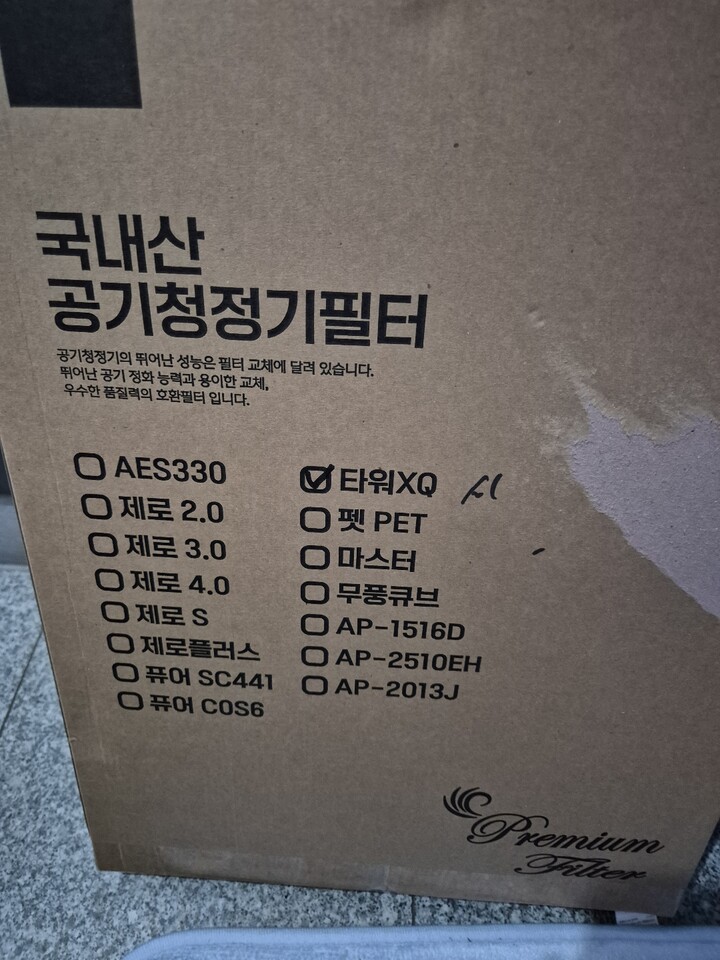 국내산
공기청정기필터
공기청정기의 뛰어난 성능은 필터 교체에 달려 있습니다.
뛰어난 공기 정화 능력과 용이한 교체,
우수한 품질력의 호환필터 입니다.
AES330
제로 2.0
제로 3.0
제로 4.0
제로 S
제로플러스
퓨어 SC441
퓨어 COS6
타워XQ
펫 PET
마스터
무풍큐브
AP-1516D
AP-2510EH
AP-2013J
Premium
Filter